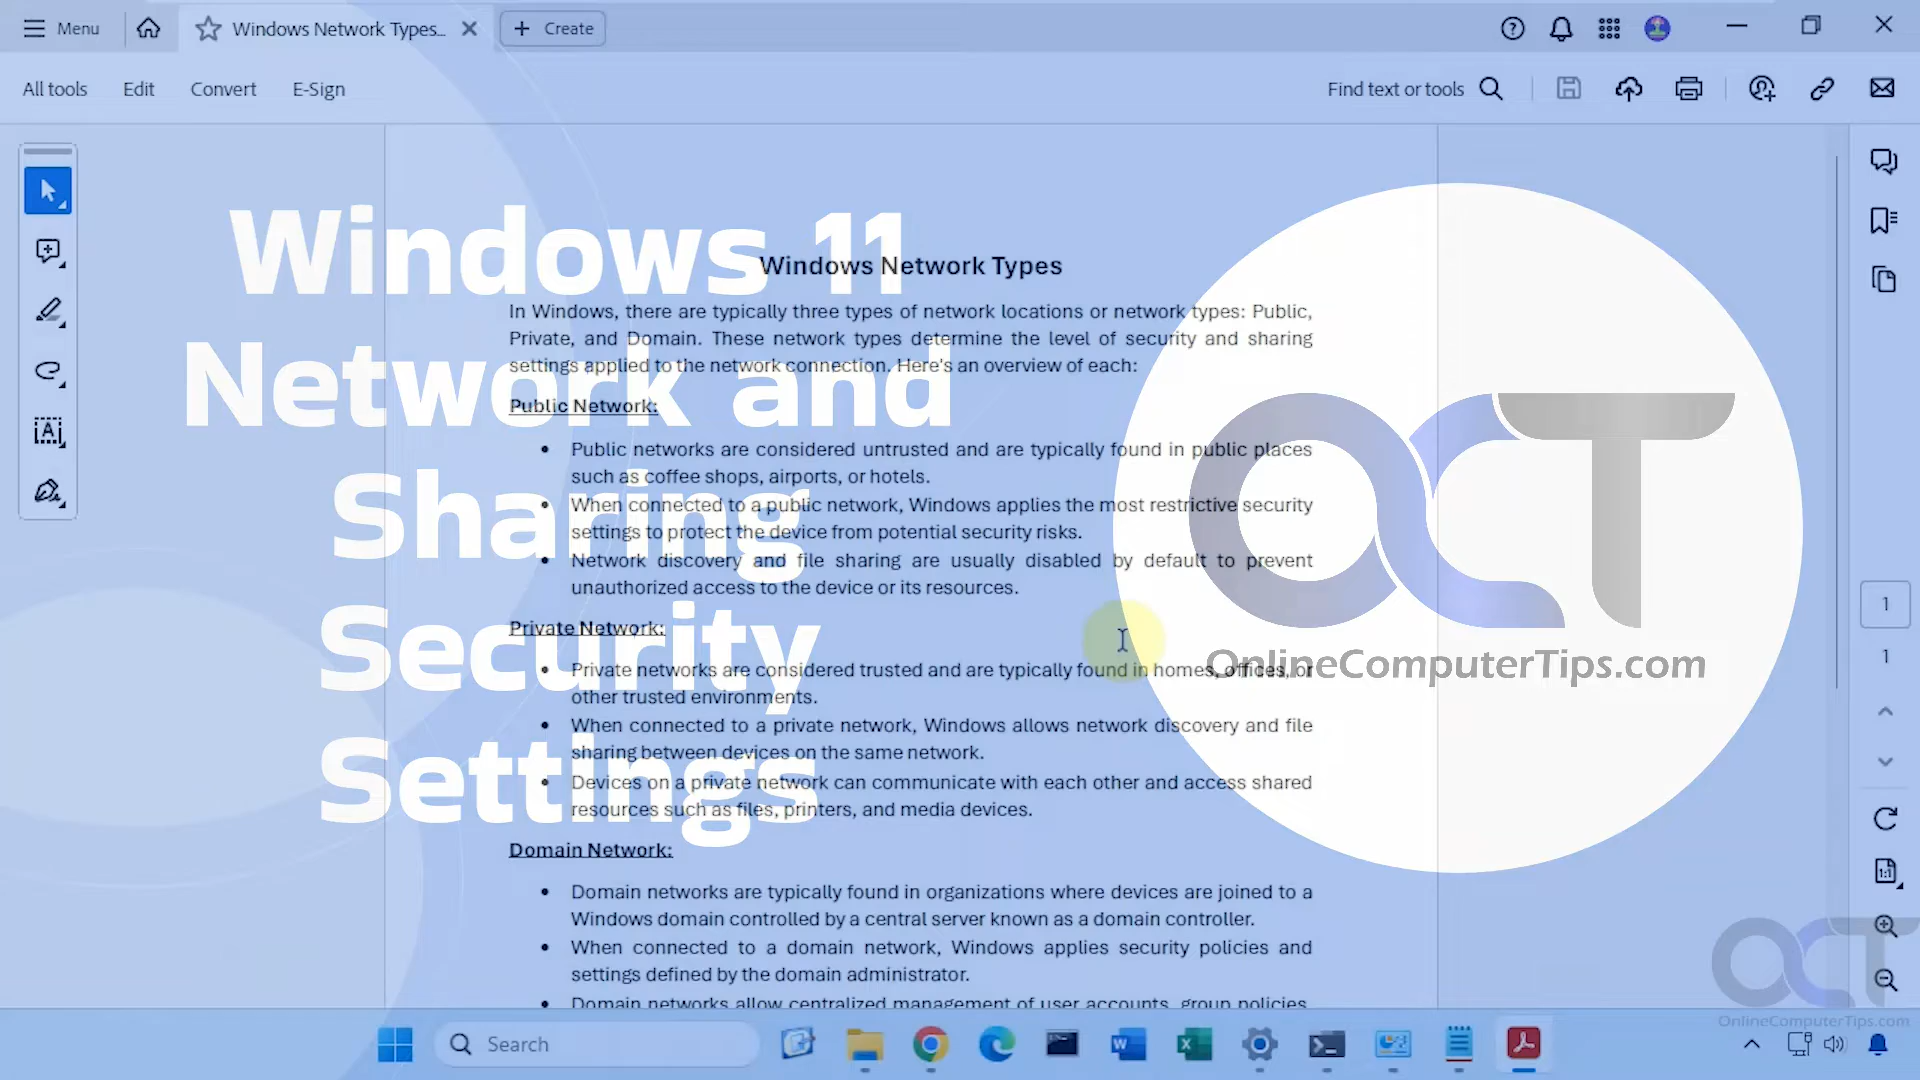 Menu
Windows Network Types...
Create
All tools
Edit
Convert
E-Sign
Find text or tools
Windows 11
Network and
Sharing
Security
Settings
Windows Network Types
In Windows, there are typically three types of network locations or network types: Public,
Private, and Domain. These network types determine the level of security and sharing
settings applied to the network connection. Here's an overview of each:
Public Network:
• Public networks are considered untrusted and are typically found in public places
such as coffee shops, airports, or hotels.
• When connected to a public network, Windows applies the most restrictive security
settings to protect the device from potential security risks.
• Network discovery and file sharing are usually disabled by default to prevent
unauthorized access to the device or its resources.
Private Network:
• Private networks are considered trusted and are typically found in homes, offices, or
other trusted environments.
• When connected to a private network, Windows allows network discovery and file
sharing between devices on the same network.
• Devices on a private network can communicate with each other and access shared
resources such as files, printers, and media devices.
Domain Network:
• Domain networks are typically found in organizations where devices are joined to a
Windows domain controlled by a central server known as a domain controller.
• When connected to a domain network, Windows applies security policies and
settings defined by the domain administrator.
• Domain networks allow centralized management of user accounts, group policies,
OCT
OnlineComputerTips.com
1
1
1:1
OCT
OnlineComputerTips.com
Search